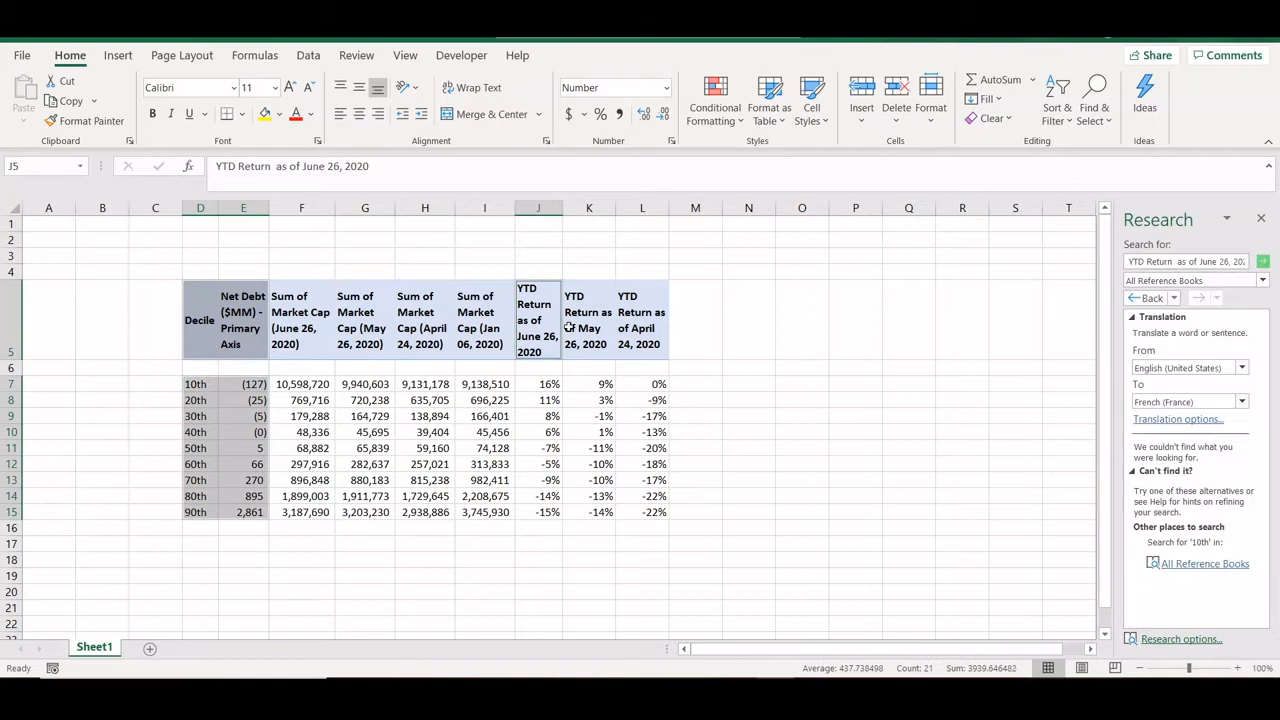 File Home Insert Page Layout Formulas Data Review View Developer Help Share Comments
Paste Cut Copy Format Painter Clipboard
Calibri 11 B I U A Font
Wrap Text Merge & Center Alignment
Number $ % Number
Conditional Formatting Format as Table Cell Styles Styles
Insert Delete Format Cells
AutoSum Fill Clear Sort & Filter Find & Select Editing
Ideas Ideas
J5 fx YTD Return  as of June 26, 2020
A B C D E F G H I J K L M N O P Q R S T
1
2
3
4
5 Decile Net Debt ($MM) - Primary Axis Sum of Market Cap (June 26, 2020) Sum of Market Cap (May 26, 2020) Sum of Market Cap (April 24, 2020) Sum of Market Cap (Jan 06, 2020) YTD Return as of June 26, 2020 YTD Return as of May 26, 2020 YTD Return as of April 24, 2020
6
7 10th (127) 10,598,720 9,940,603 9,131,178 9,138,510 16% 9% 0%
8 20th (25) 769,716 720,238 635,705 696,225 11% 3% -9%
9 30th (5) 179,288 164,729 138,894 166,401 8% -1% -17%
10 40th (0) 48,336 45,695 39,404 45,456 6% 1% -13%
11 50th 5 68,882 65,839 59,160 74,128 -7% -11% -20%
12 60th 66 297,916 282,637 257,021 313,833 -5% -10% -18%
13 70th 270 896,848 880,183 815,238 982,411 -9% -10% -17%
14 80th 895 1,899,003 1,911,773 1,729,645 2,208,675 -14% -13% -22%
15 90th 2,861 3,187,690 3,203,230 2,938,886 3,745,930 -15% -14% -22%
16
17
18
19
20
21
22
Sheet1
Ready Average: 437.738498 Count: 21 Sum: 3939.646482 100%
Research
Search for:
YTD Return  as of June 26, 202
All Reference Books
Back
Translation
Translate a word or sentence.
From
English (United States)
To
French (France)
Translation options...
We couldn't find what you
were looking for.
Can't find it?
Try one of these alternatives or
see Help for hints on refining
your search.
Other places to search
Search for '10th' in:
All Reference Books
Research options...